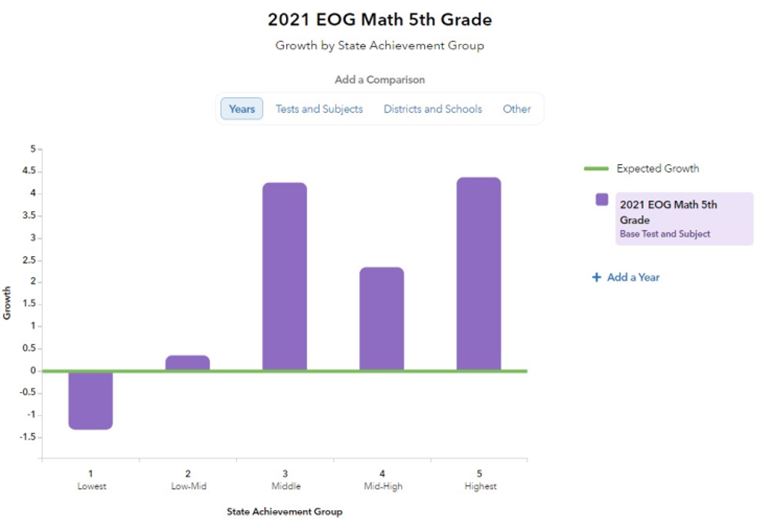 2021 EOG Math 5th Grade
Growth by State Achievement Group
Add a Comparison
Years Tests and Subjects Districts and Schools Other
5
4.5
4
3.5
3
2.5
2
1.5
1
0.5
0
-0.5
-1
-1.5
Growth
1 2 3 4 5
Lowest Low-Mid Middle Mid-High Highest
State Achievement Group
Expected Growth
2021 EOG Math 5th
Grade
Base Test and Subject
+ Add a Year